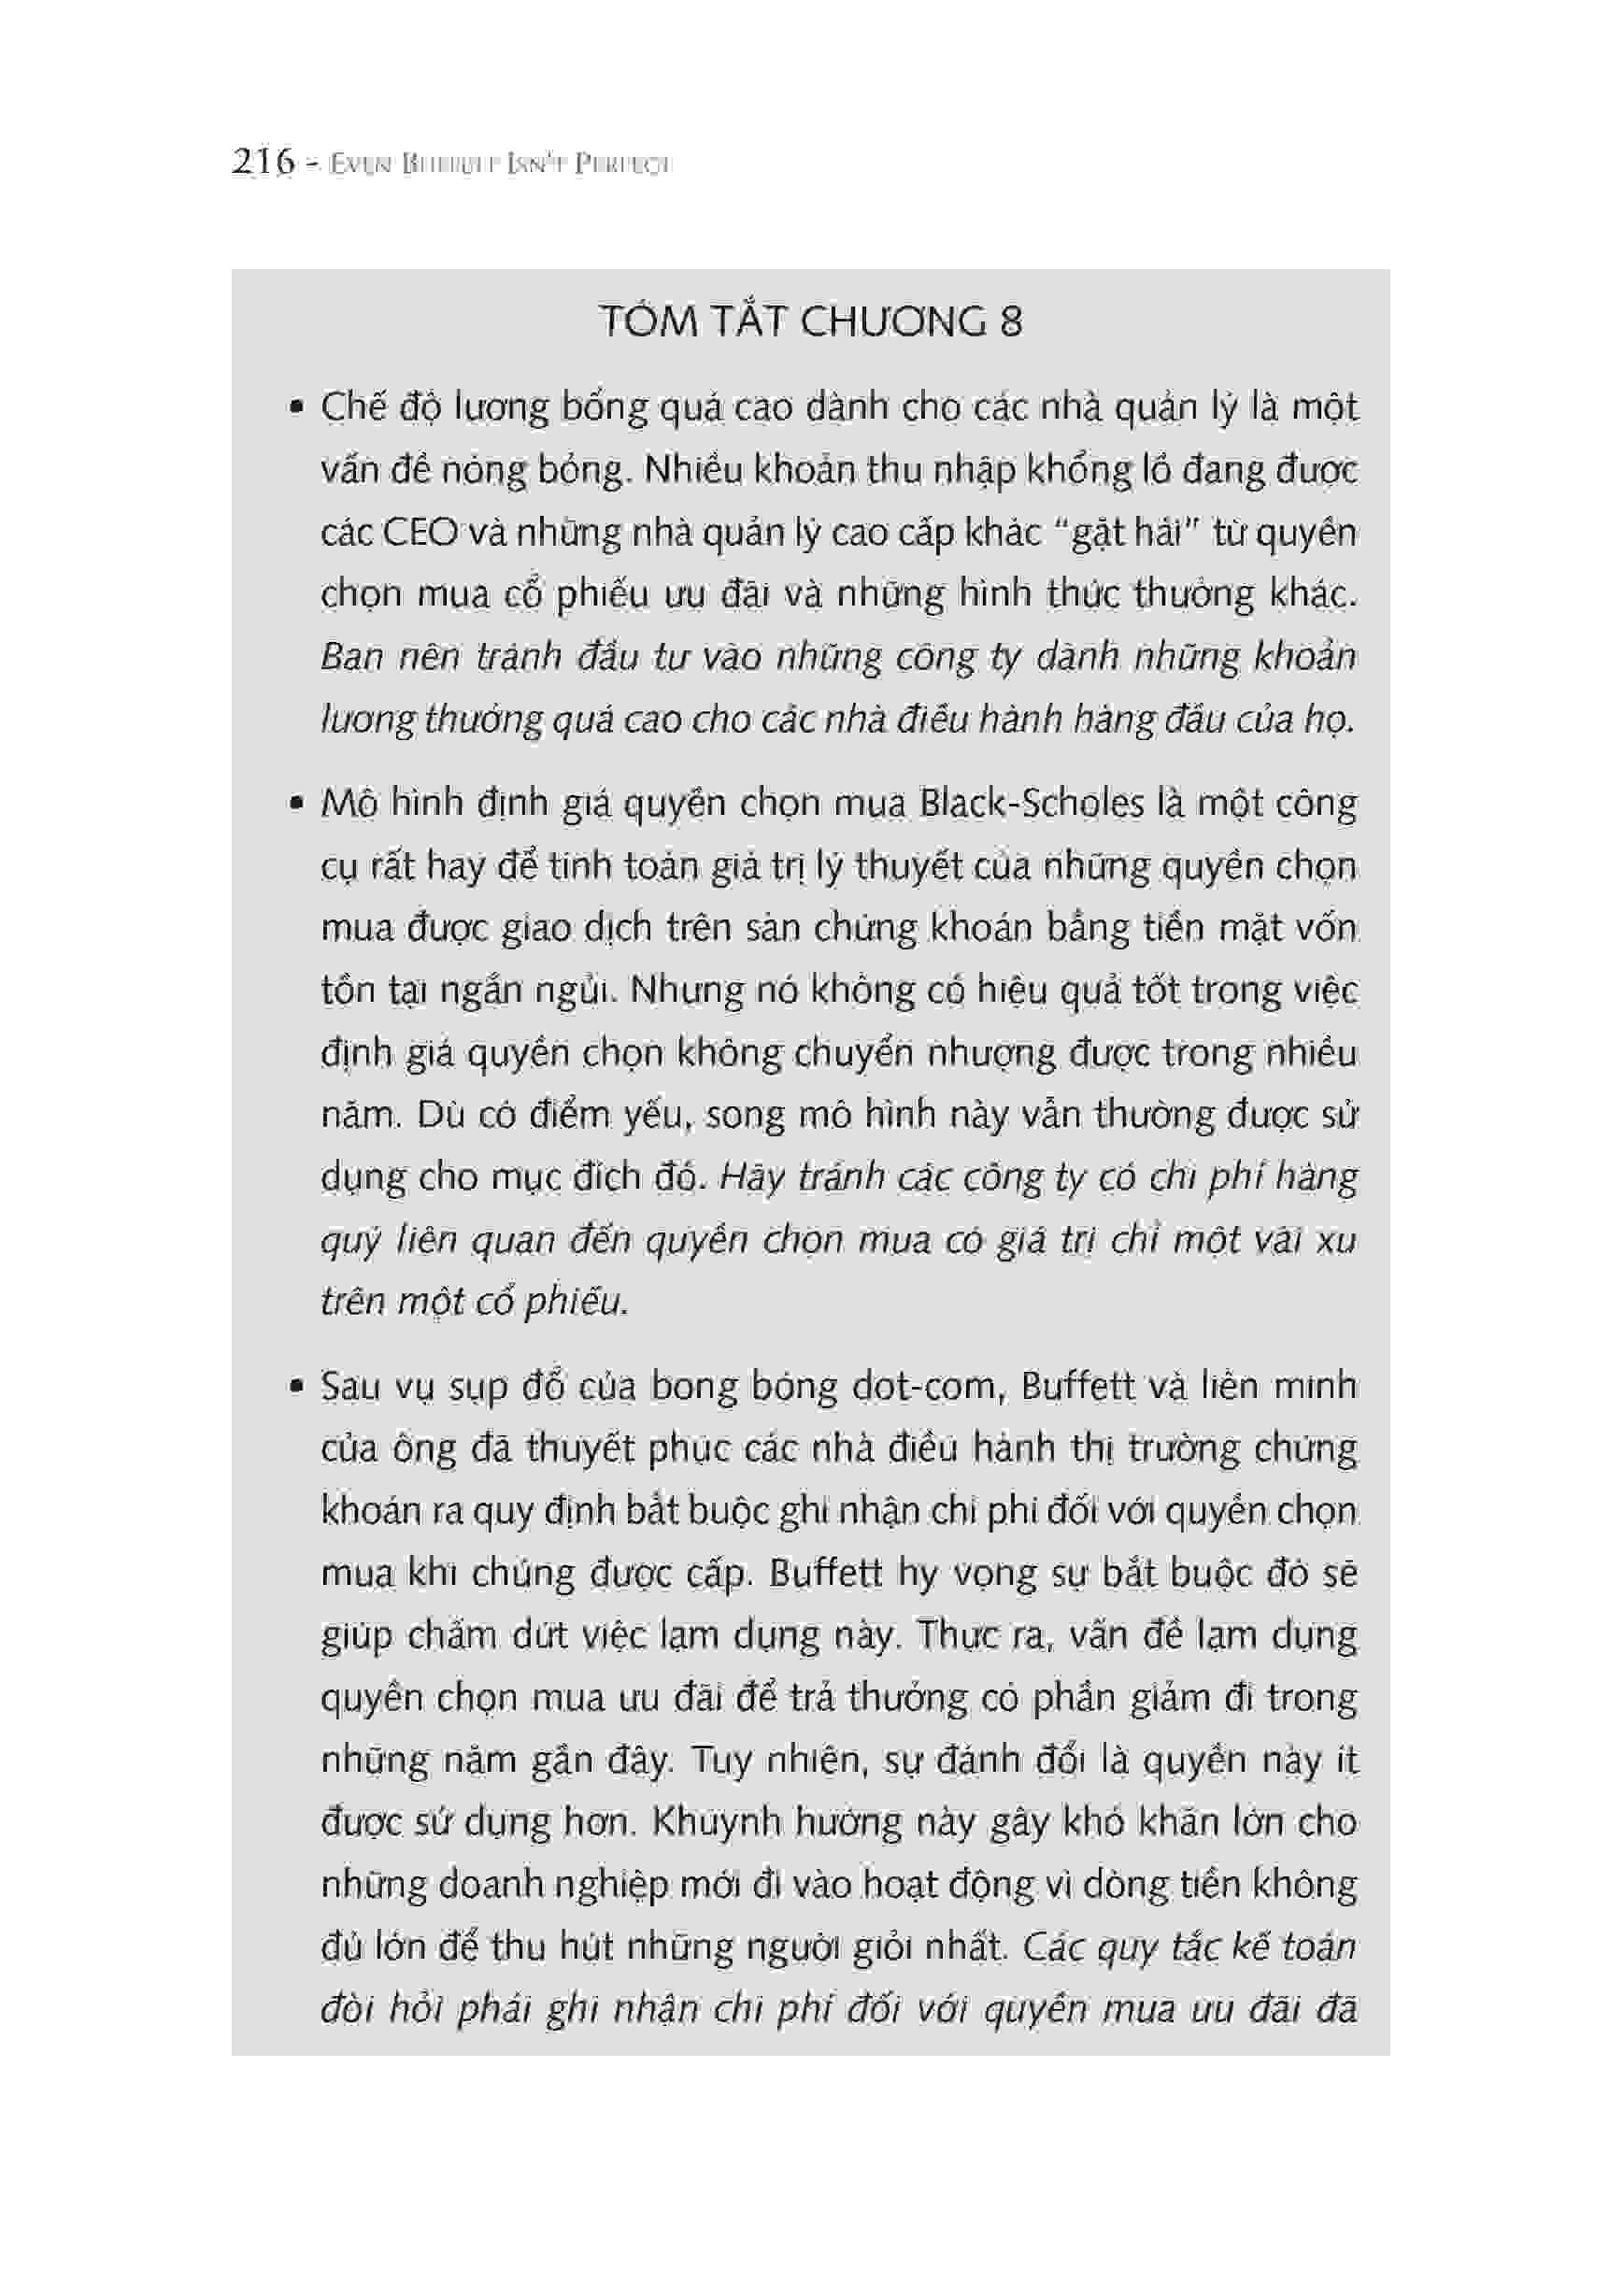 216 - EVEN BUFFETT ISN'T PERFECT
TÓM TẮT CHƯƠNG 8
• Chế độ lương bổng quá cao dành cho các nhà quản lý là một
vấn đề nóng bỏng. Nhiều khoản thu nhập khổng lồ đang được
các CEO và những nhà quản lý cao cấp khác “gặt hái” từ quyền
chọn mua cổ phiếu ưu đãi và những hình thức thưởng khác.
Bạn nên tránh đầu tư vào những công ty dành những khoản
lương thưởng quá cao cho các nhà điều hành hàng đầu của họ.
• Mô hình định giá quyền chọn mua Black-Scholes là một công
cụ rất hay để tính toán giá trị lý thuyết của những quyền chọn
mua được giao dịch trên sàn chứng khoán bằng tiền mặt vốn
tồn tại ngắn ngủi. Nhưng nó không có hiệu quả tốt trong việc
định giá quyền chọn không chuyển nhượng được trong nhiều
năm. Dù có điểm yếu, song mô hình này vẫn thường được sử
dụng cho mục đích đó. Hãy tránh các công ty có chi phí hàng
quý liên quan đến quyền chọn mua có giá trị chỉ một vài xu
trên một cổ phiếu.
• Sau vụ sụp đổ của bong bóng dot-com, Buffett và liên minh
của ông đã thuyết phục các nhà điều hành thị trường chứng
khoán ra quy định bắt buộc ghi nhận chi phí đối với quyền chọn
mua khi chúng được cấp. Buffett hy vọng sự bắt buộc đó sẽ
giúp chấm dứt việc lạm dụng này. Thực ra, vấn đề lạm dụng
quyền chọn mua ưu đãi để trả thưởng có phần giảm đi trong
những năm gần đây. Tuy nhiên, sự đánh đổi là quyền này ít
được sử dụng hơn. Khuynh hướng này gây khó khăn lớn cho
những doanh nghiệp mới đi vào hoạt động vì dòng tiền không
đủ lớn để thu hút những người giỏi nhất. Các quy tắc kế toán
đòi hỏi phải ghi nhận chi phí đối với quyền mua ưu đãi đã